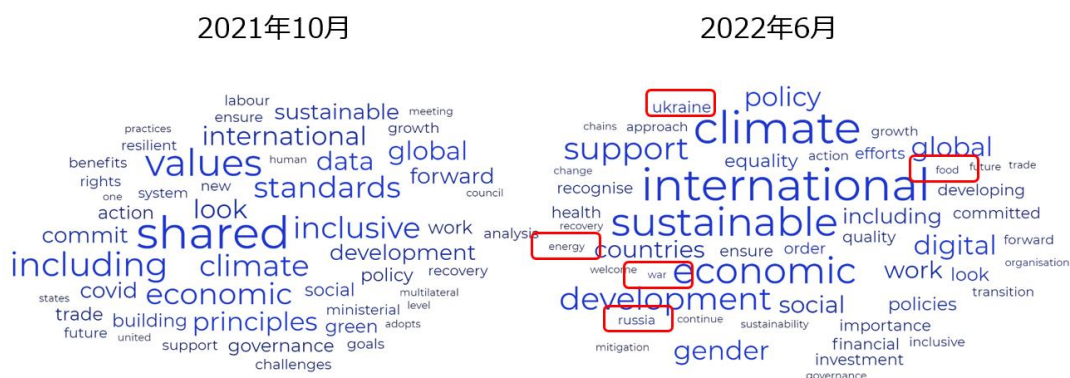 2021年10月
2022年6月
labour
ensure sustainable meeting
practices international growth
resilient
benefits values human data global
rights one system new standards forward council
action look
commit shared inclusive work analysis
including climate development
policy recovery
states covid economic social multilateral
trade ministerial level
future building principles green adopts
united support governance goals
challenges
ukraine policy
chains approach climate growth
support equality action efforts global
change food future trade
recognise international developing
health sustainable including committed
recovery quality
energy countries ensure order digital forward
welcome war economic work look organisation
development social policies transition
russia continue sustainability importance
mitigation gender financial inclusive
investment
governance